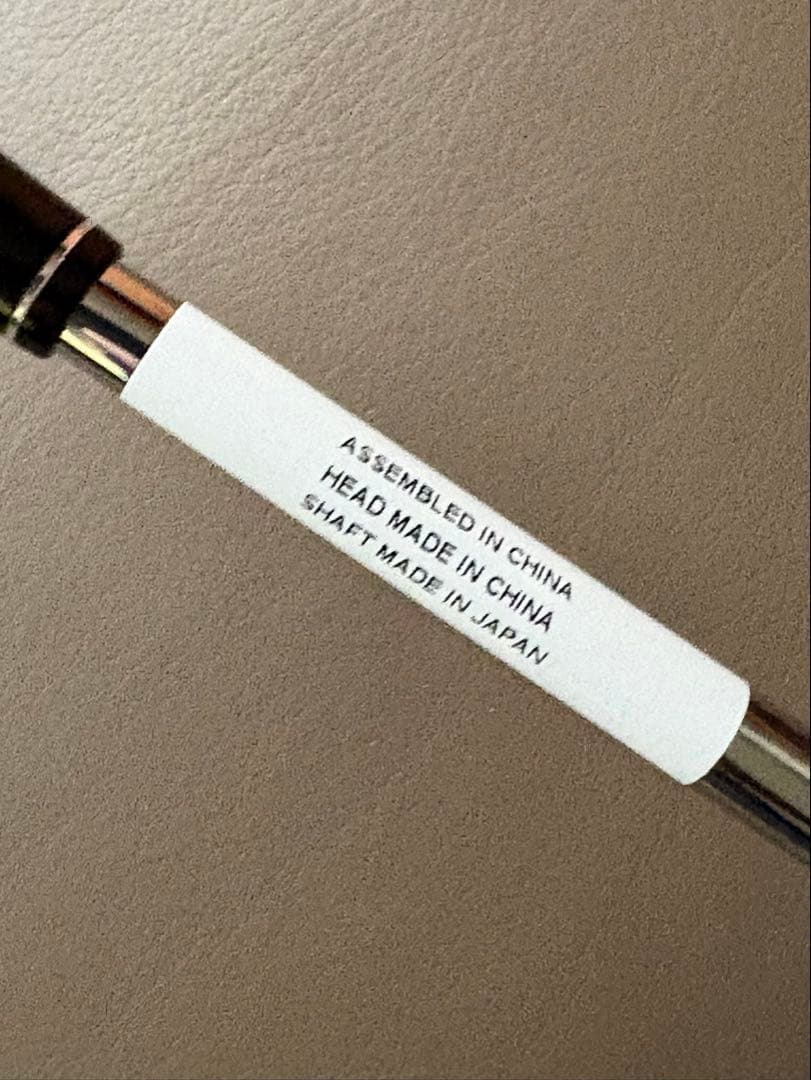 ASSEMBLED IN CHINA
HEAD MADE IN CHINA
SHAFT MADE IN JAPAN